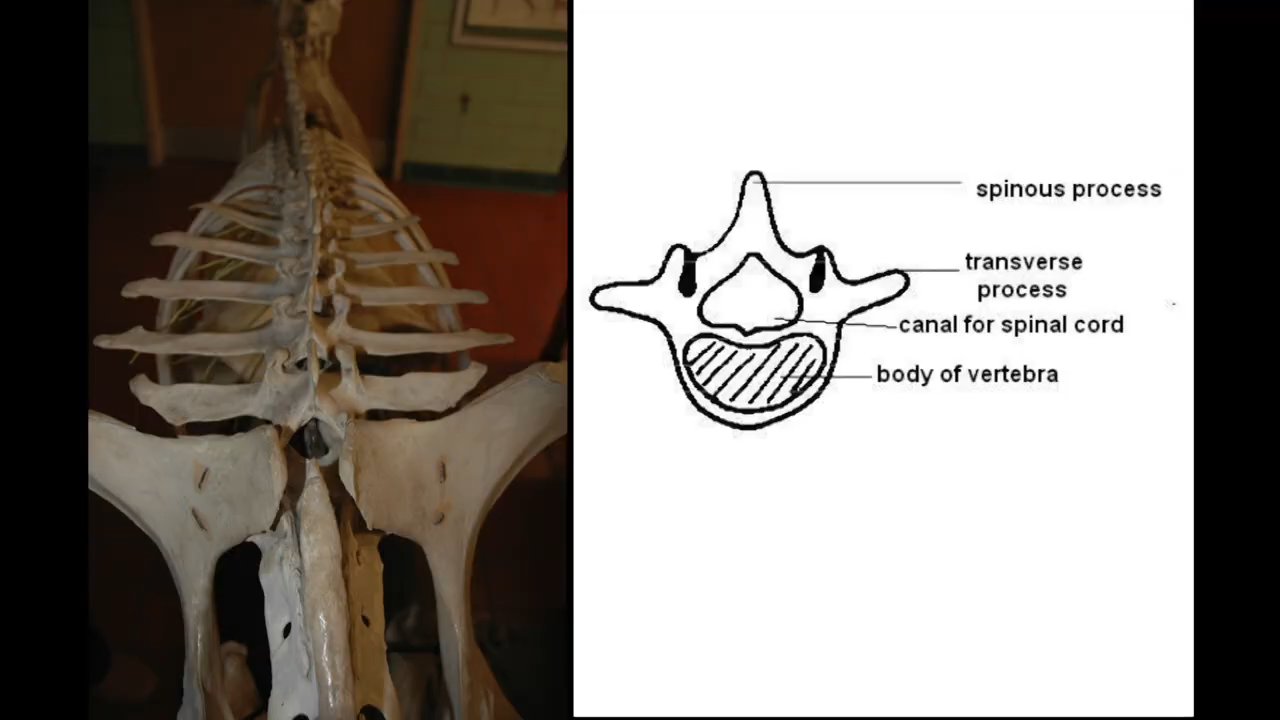 spinous process
transverse
process
canal for spinal cord
body of vertebra